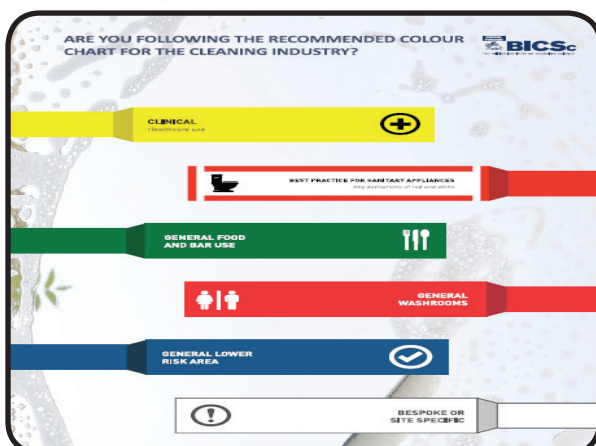 ARE YOU FOLLOWING THE RECOMMENDED COLOUR
CHART FOR THE CLEANING INDUSTRY?
BICSc
CLINICAL
Healthcare use
BEST PRACTICE FOR SANITARY APPLIANCES
Any derivations of red and white
GENERAL FOOD
AND BAR USE
GENERAL
WASHROOMS
GENERAL LOWER
RISK AREA
BESPOKE OR
SITE SPECIFIC